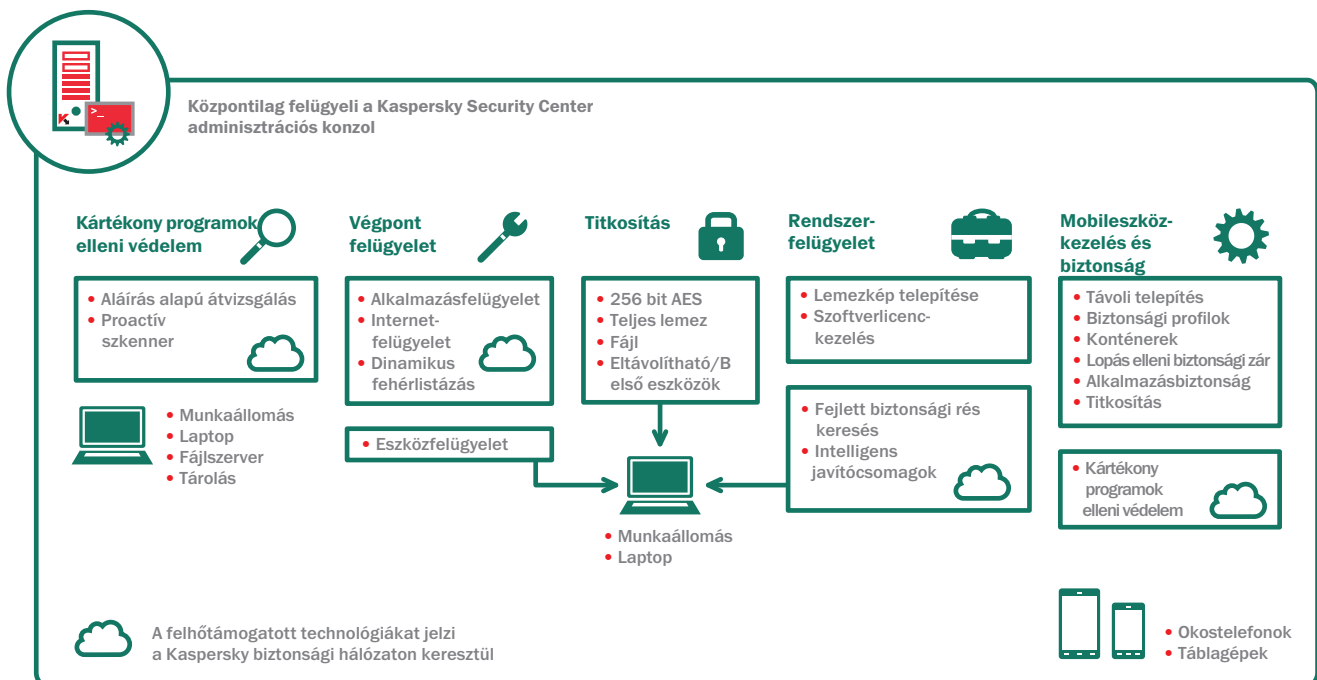 Központilag felügyeli a Kaspersky Security Center
adminisztrációs konzol
Kártékony programok
elleni védelem
• Aláírás alapú átvizsgálás
• Proactív
szkenner
• Munkaállomás
• Laptop
• Fájlszerver
• Tárolás
Végpont
felügyelet
• Alkalmazásfelügyelet
• Internet-
felügyelet
• Dinamikus
fehérlistázás
• Eszközfelügyelet
Titkosítás
• 256 bit AES
• Teljes lemez
• Fájl
• Eltávolítható/B
első eszközök
• Munkaállomás
• Laptop
Rendszer-
felügyelet
• Lemezkép telepítése
• Szoftverlicenc-
kezelés
• Fejlett biztonsági rés
keresés
• Intelligens
javítócsomagok
Mobileszköz-
kezelés és
biztonság
• Távoli telepítés
• Biztonsági profilok
• Konténerek
• Lopás elleni biztonsági zár
• Alkalmazásbiztonság
• Titkosítás
• Kártékony
programok
elleni védelem
• Okostelefonok
• Táblagépek
A felhőtámogatott technológiákat jelzi
a Kaspersky biztonsági hálózaton keresztül